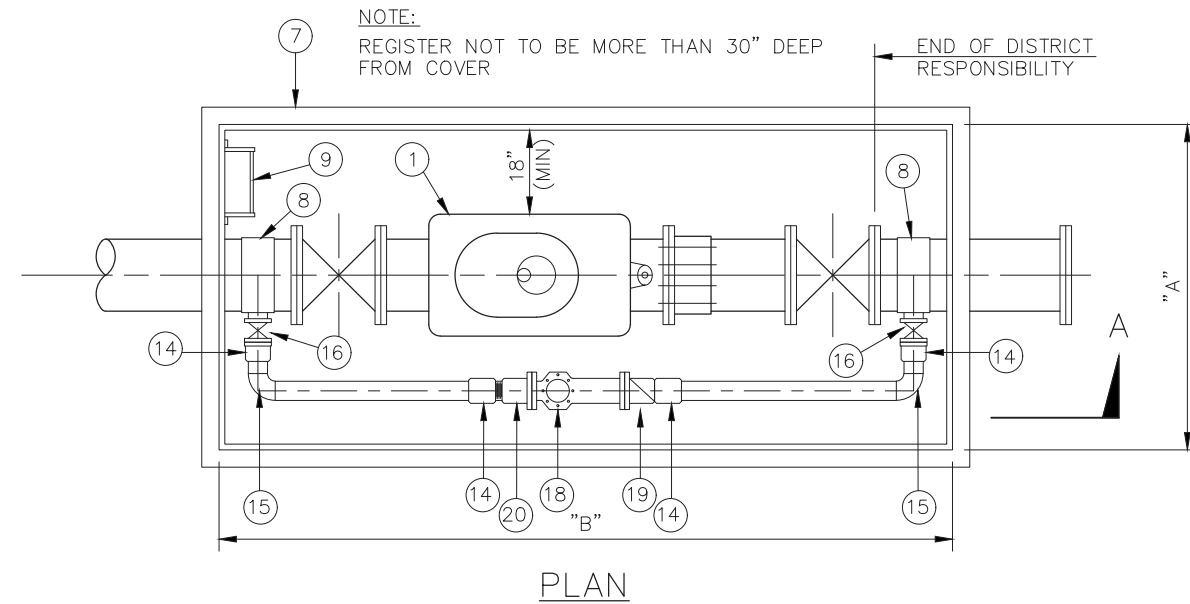 NOTE:
REGISTER NOT TO BE MORE THAN 30" DEEP
FROM COVER
END OF DISTRICT
RESPONSIBILITY
7
9
8
1
18"
(MIN)
8
"A"
14
16
16
14
A
15
14
20
18
19
14
15
"B"
PLAN